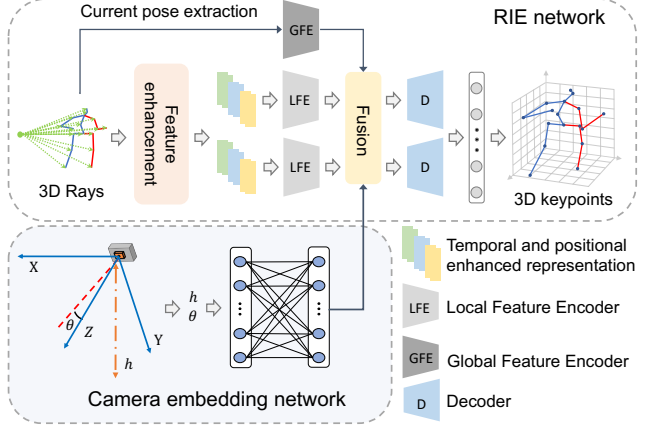 Current pose extraction
RIE network
GFE
Feature
enhancement
LFE
LFE
Fusion
D
D
3D Rays
3D keypoints
X
Z
Y
θ
h
h
θ
Camera embedding network
Temporal and positional
enhanced representation
LFE
Local Feature Encoder
GFE
Global Feature Encoder
D
Decoder